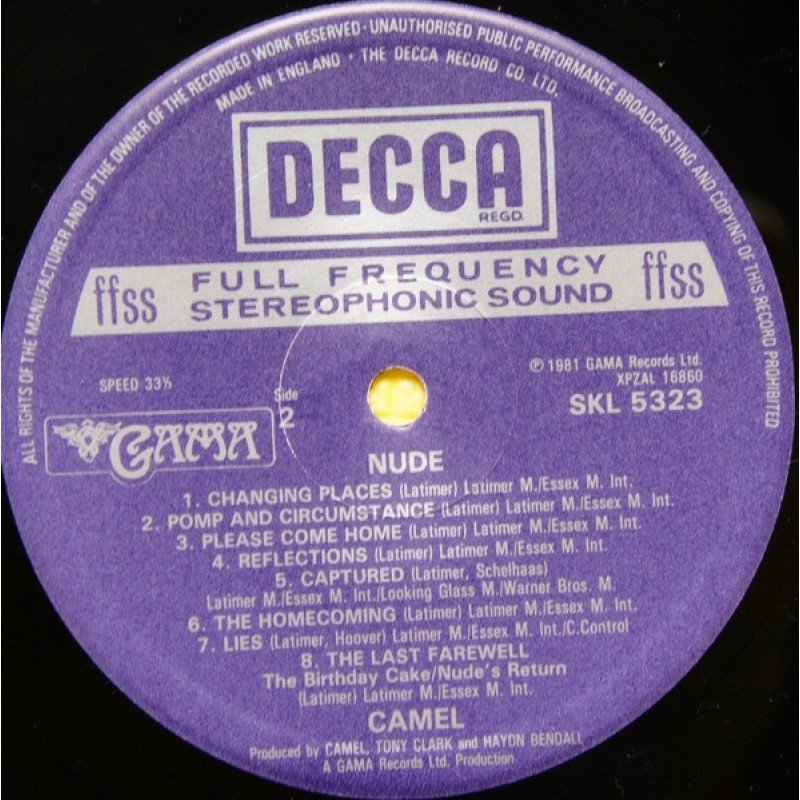 ALL RIGHTS OF THE MANUFACTURER AND OF THE OWNER OF THE RECORDED WORK RESERVED · UNAUTHORISED PUBLIC PERFORMANCE BROADCASTING AND COPYING OF THIS RECORD PROHIBITED
MADE IN ENGLAND · THE DECCA RECORD CO. LTD.
DECCA
REGD.
ffss FULL FREQUENCY STEREOPHONIC SOUND ffss
SPEED 33⅓
Side
2
℗ 1981 GAMA Records Ltd.
XPZAL 16860
SKL 5323
GAMA
NUDE
1. CHANGING PLACES (Latimer) Latimer M./Essex M. Int.
2. POMP AND CIRCUMSTANCE (Latimer) Latimer M./Essex M. Int.
3. PLEASE COME HOME (Latimer) Latimer M./Essex M. Int.
4. REFLECTIONS (Latimer) Latimer M./Essex M. Int.
5. CAPTURED (Latimer, Schelhaas)
Latimer M./Essex M. Int./Looking Glass M./Warner Bros. M.
6. THE HOMECOMING (Latimer) Latimer M./Essex M. Int.
7. LIES (Latimer, Hoover) Latimer M./Essex M. Int./C.Control
8. THE LAST FAREWELL
The Birthday Cake/Nude's Return
(Latimer) Latimer M./Essex M. Int.
CAMEL
Produced by CAMEL, TONY CLARK and HAYDN BENDALL
A GAMA Records Ltd. Production